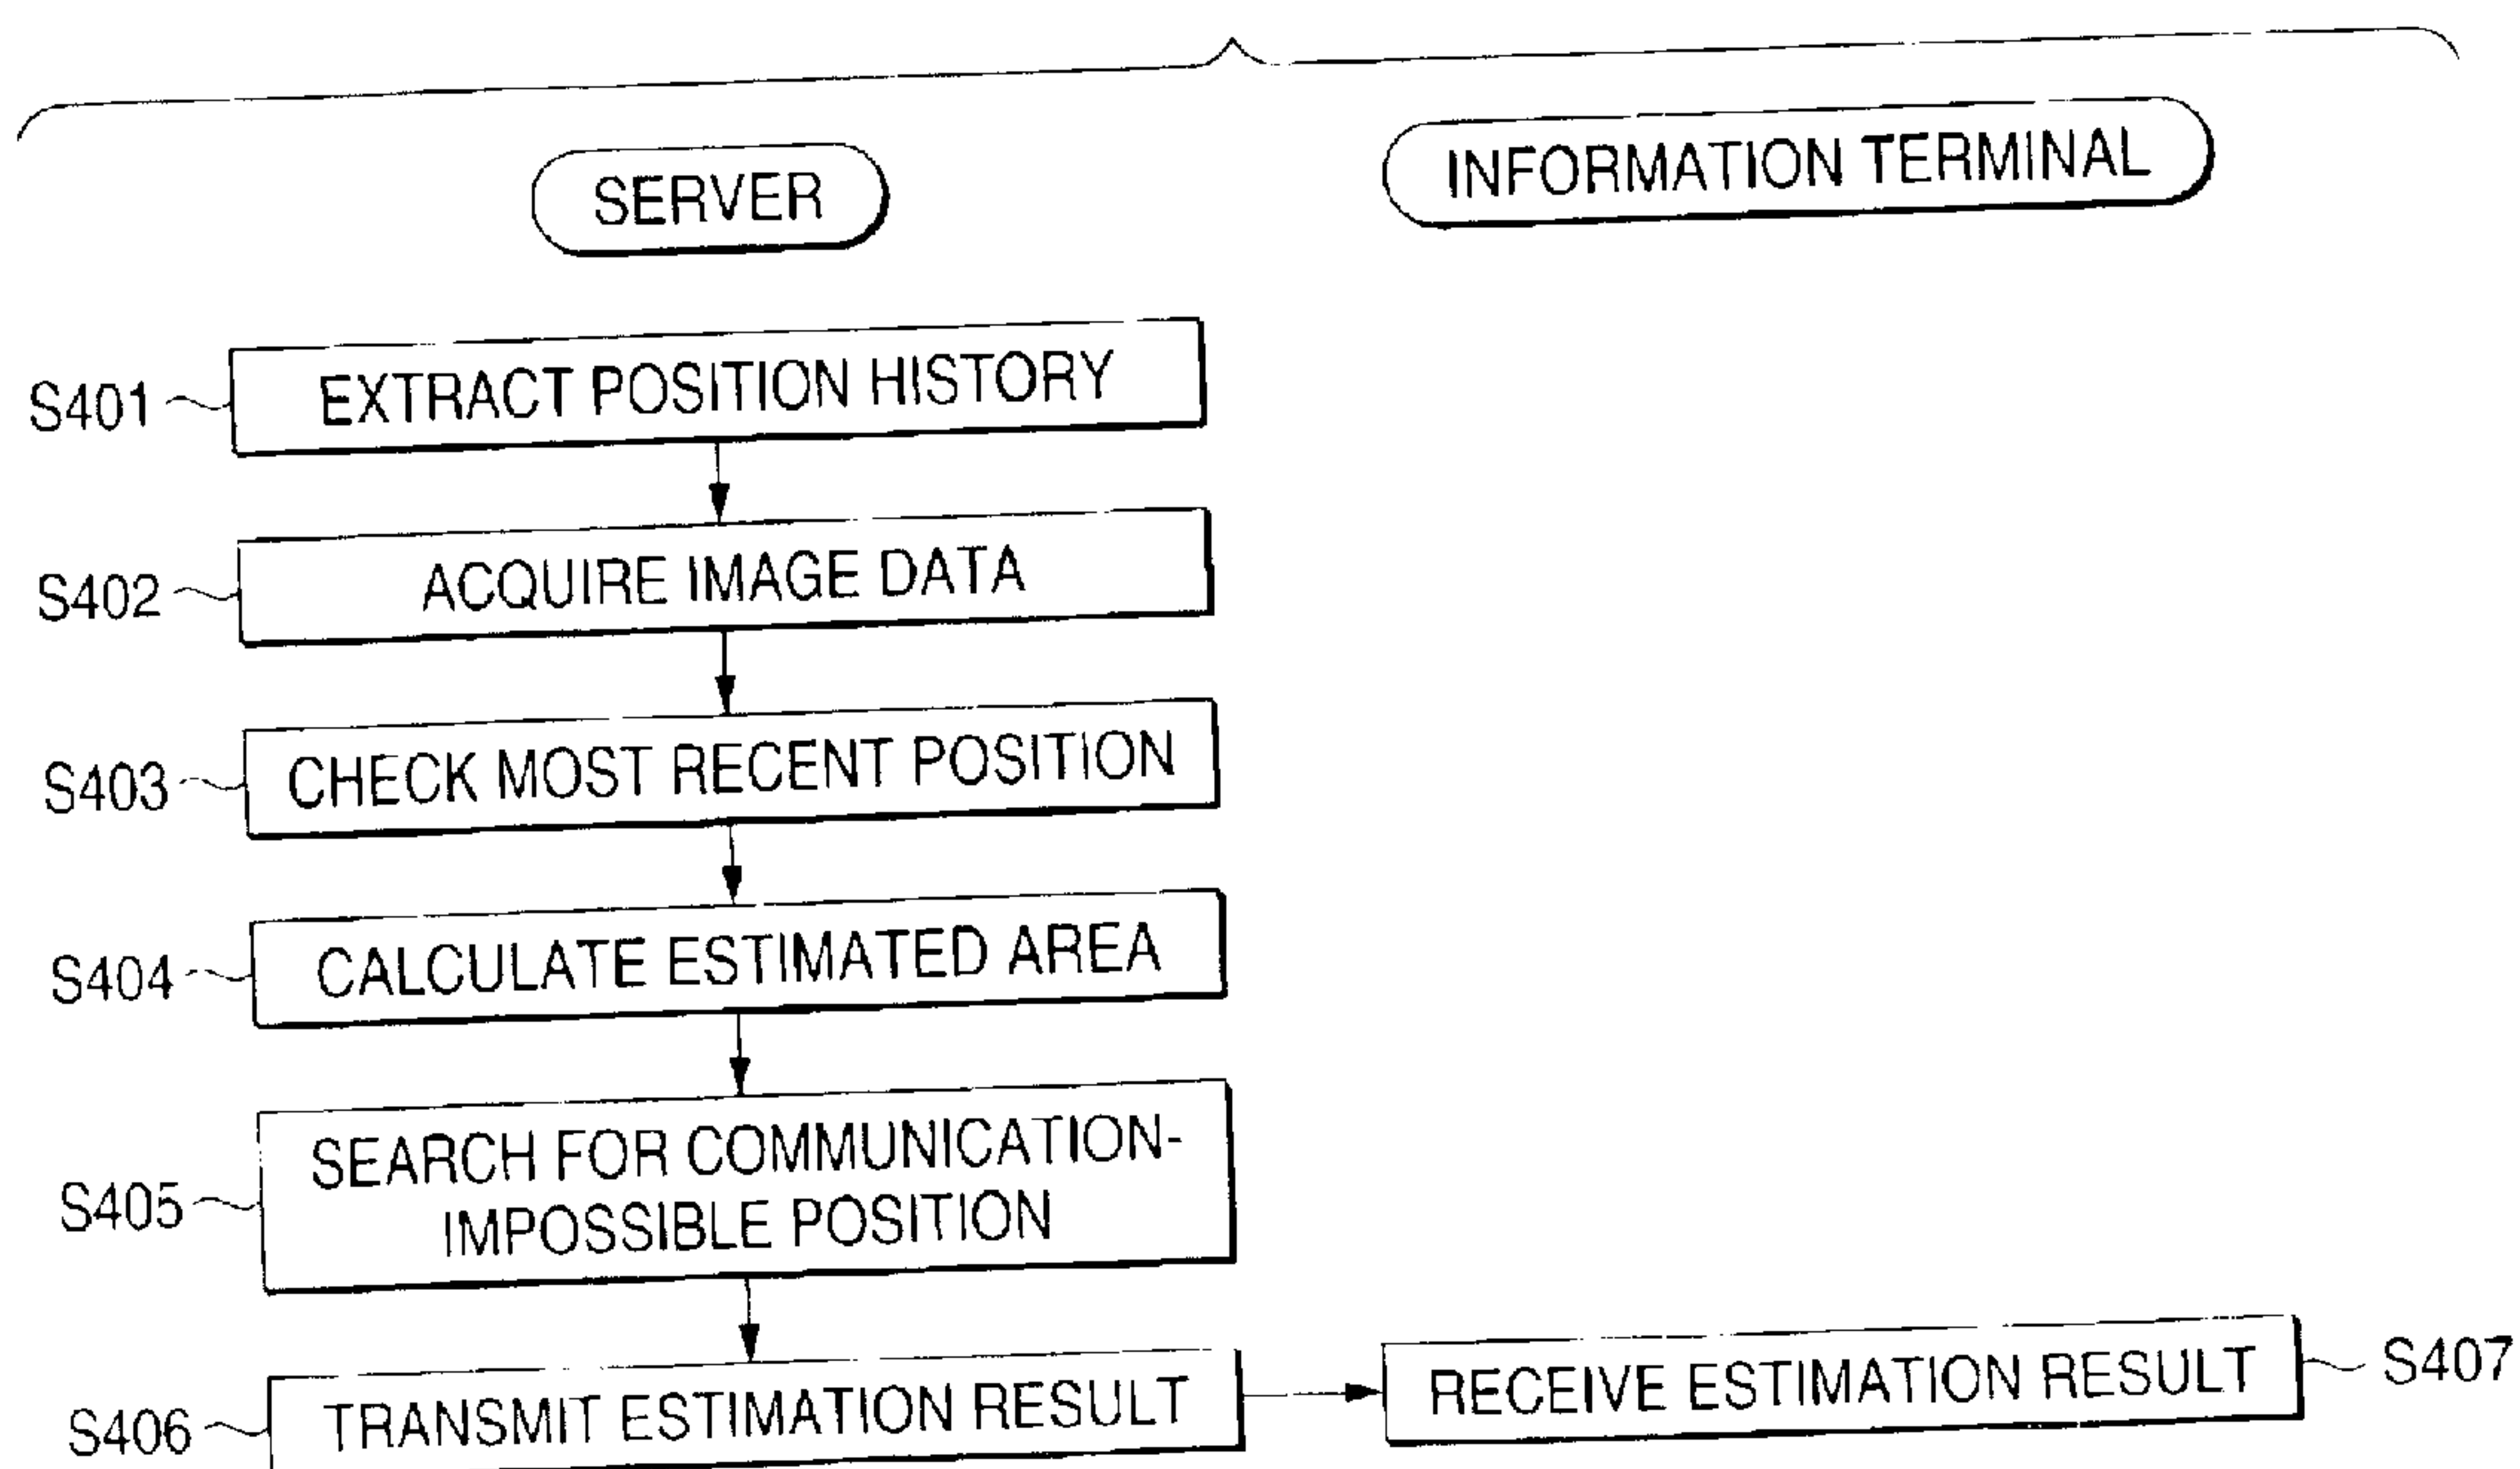 SERVER
INFORMATION TERMINAL
S401
EXTRACT POSITION HISTORY
S402
ACQUIRE IMAGE DATA
S403
CHECK MOST RECENT POSITION
S404
CALCULATE ESTIMATED AREA
S405
SEARCH FOR COMMUNICATION-
IMPOSSIBLE POSITION
S406
TRANSMIT ESTIMATION RESULT
RECEIVE ESTIMATION RESULT
S407